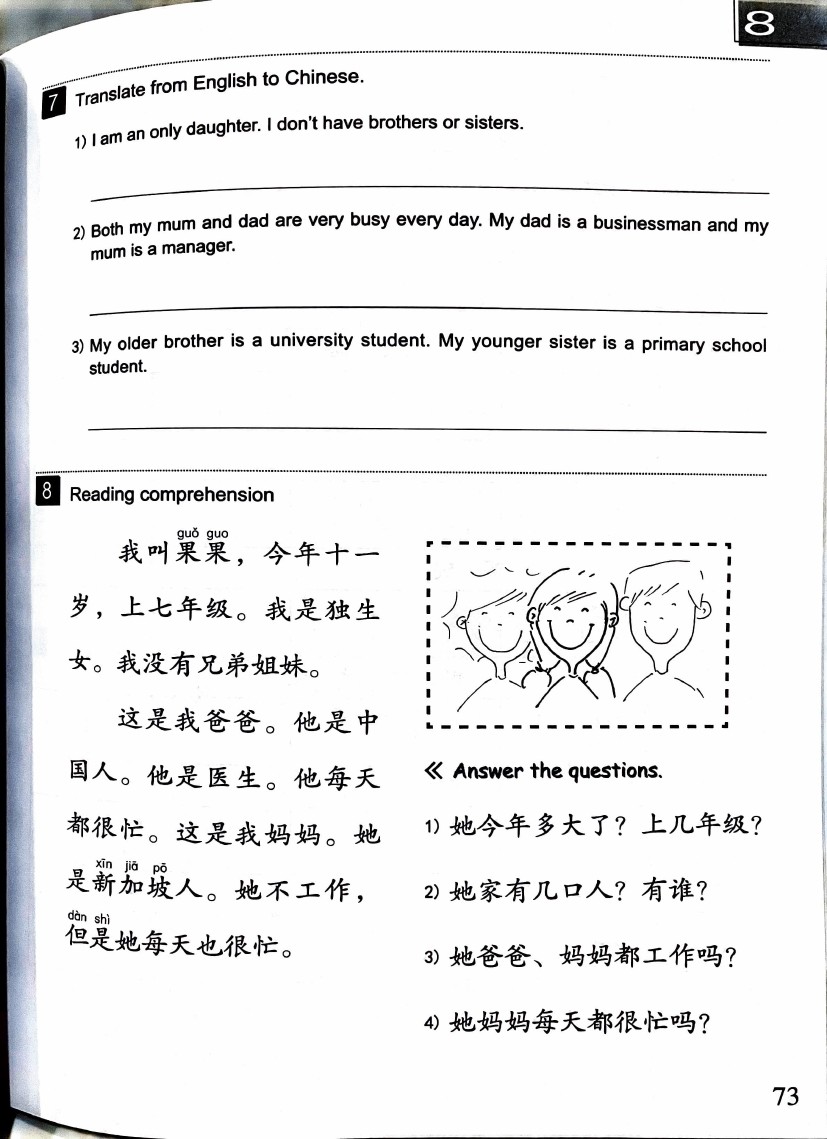 8
7 Translate from English to Chinese.
1) I am an only daughter. I don't have brothers or sisters.
2) Both my mum and dad are very busy every day. My dad is a businessman and my
mum is a manager.
3) My older brother is a university student. My younger sister is a primary school
student.
8 Reading comprehension
guǒ guo
我叫果果，今年十一
岁，上七年级。我是独生
女。我没有兄弟姐妹。
这是我爸爸。他是中
国人。他是医生。他每天
都很忙。这是我妈妈。她
xīn jiā pō
是新加坡人。她不工作，
dàn shì
但是她每天也很忙。
« Answer the questions.
1) 她今年多大了？上几年级？
2) 她家有几口人？有谁？
3) 她爸爸、妈妈都工作吗？
4) 她妈妈每天都很忙吗？
73